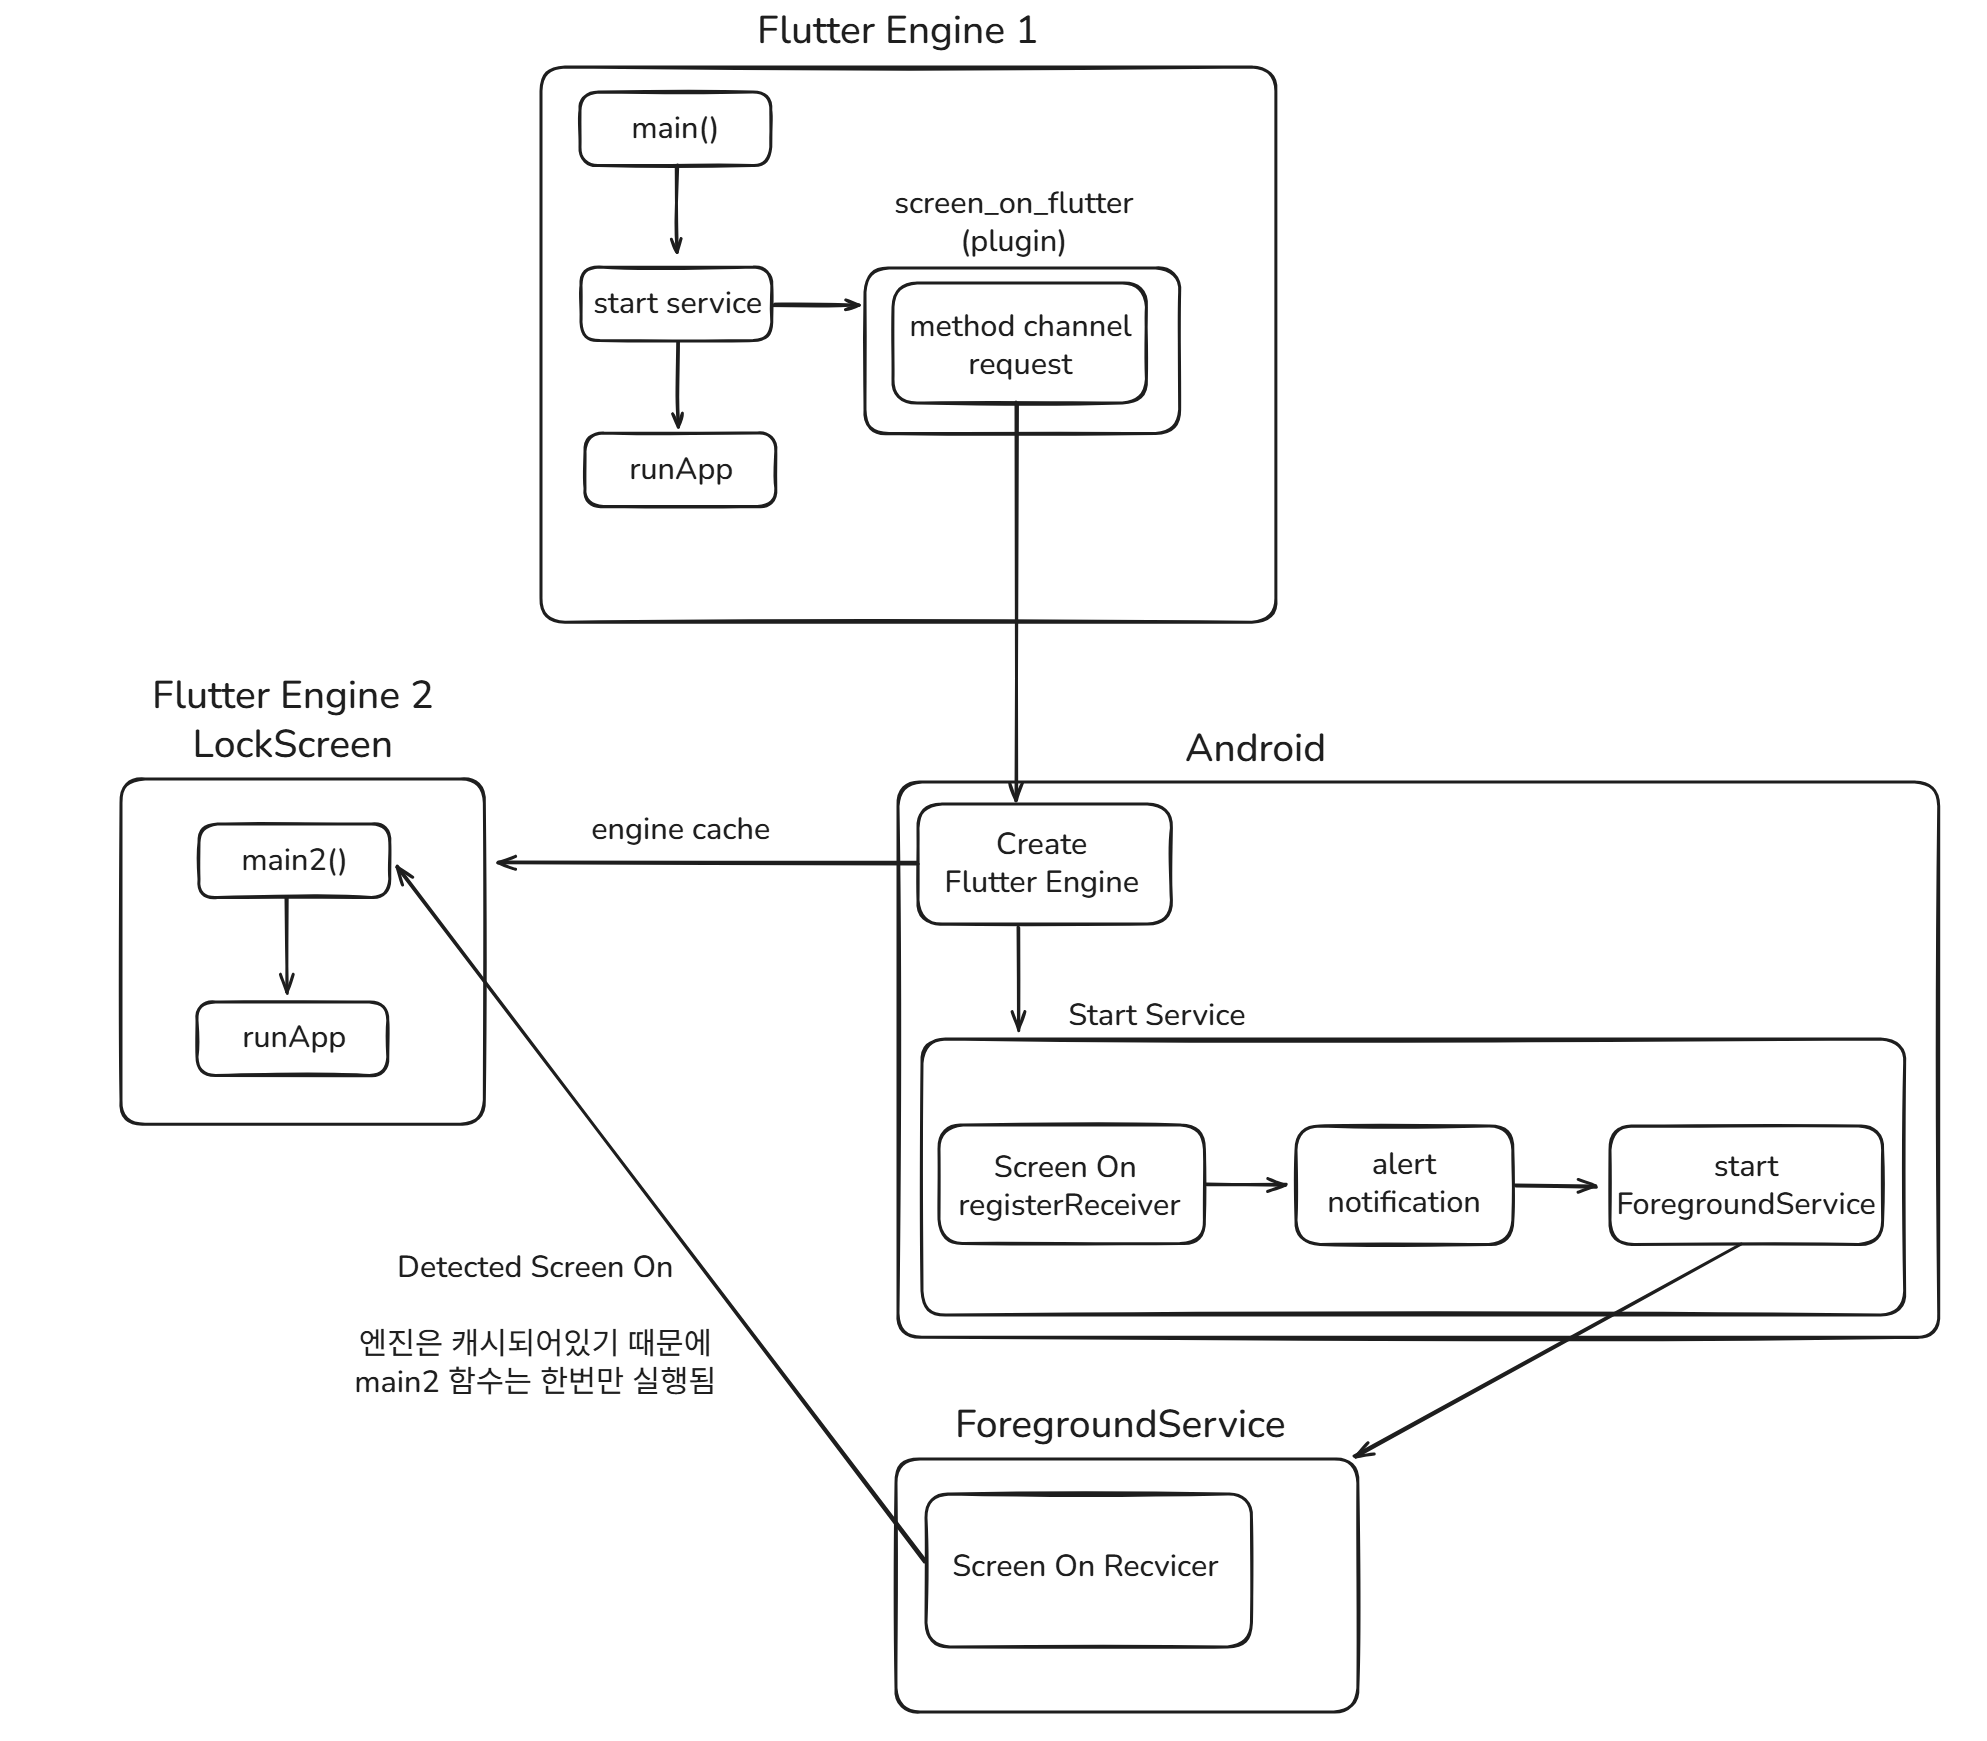 Flutter Engine 1
main()
screen_on_flutter
(plugin)
start service
method channel
request
runApp
Flutter Engine 2
LockScreen
Android
engine cache
main2()
Create
Flutter Engine
runApp
Start Service
Screen On
registerReceiver
alert
notification
start
ForegroundService
Detected Screen On
엔진은 캐시되어있기 때문에
main2 함수는 한번만 실행됨
ForegroundService
Screen On Recvicer